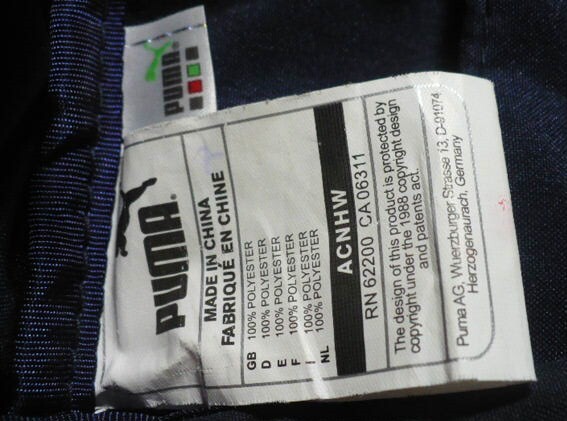 PUMA.
PUMA.
MADE IN CHINA
FABRIQUÉ EN CHINE
GB 100% POLYESTER
D 100% POLYESTER
E 100% POLYESTER
F 100% POLYESTER
I 100% POLYESTER
NL 100% POLYESTER
ACNHW
RN 62200 CA 06311
The design of this product is protected by
copyright under the 1988 copyright design
and patents act.
Puma AG, Wuerzburger Strasse 13, D-91074
Herzogenaurach, Germany